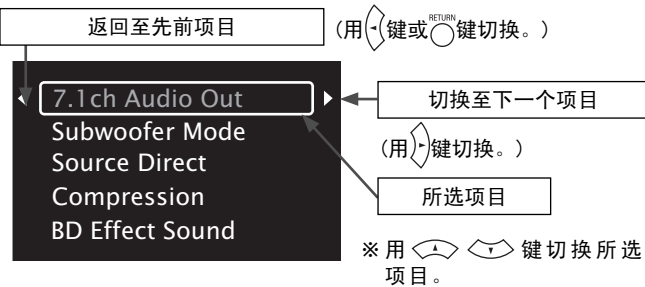 返回至先前项目
(用键或RETURN键切换。)
7.1ch Audio Out
切换至下一个项目
Subwoofer Mode
(用键切换。)
Source Direct
所选项目
Compression
BD Effect Sound
※用 键切换所选
项目。